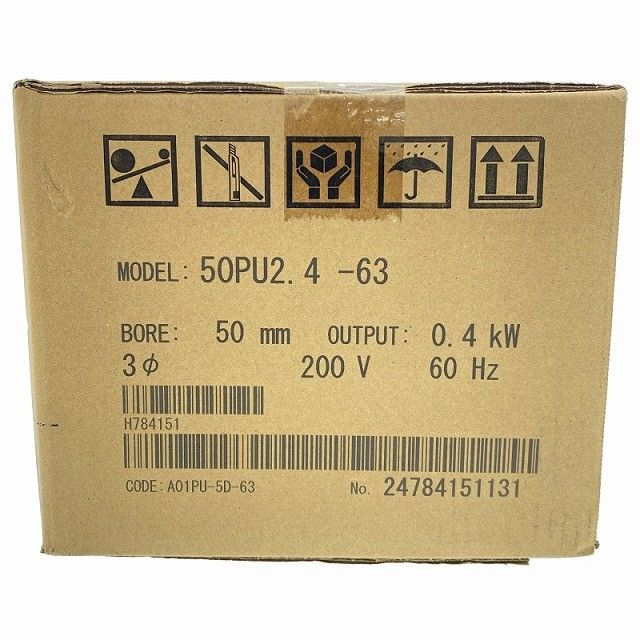 MODEL: 50PU2.4 -63
BORE: 50 mm OUTPUT: 0.4 kW
3φ 200 V 60 Hz
H784151
CODE: A01PU-5D-63 No. 24784151131